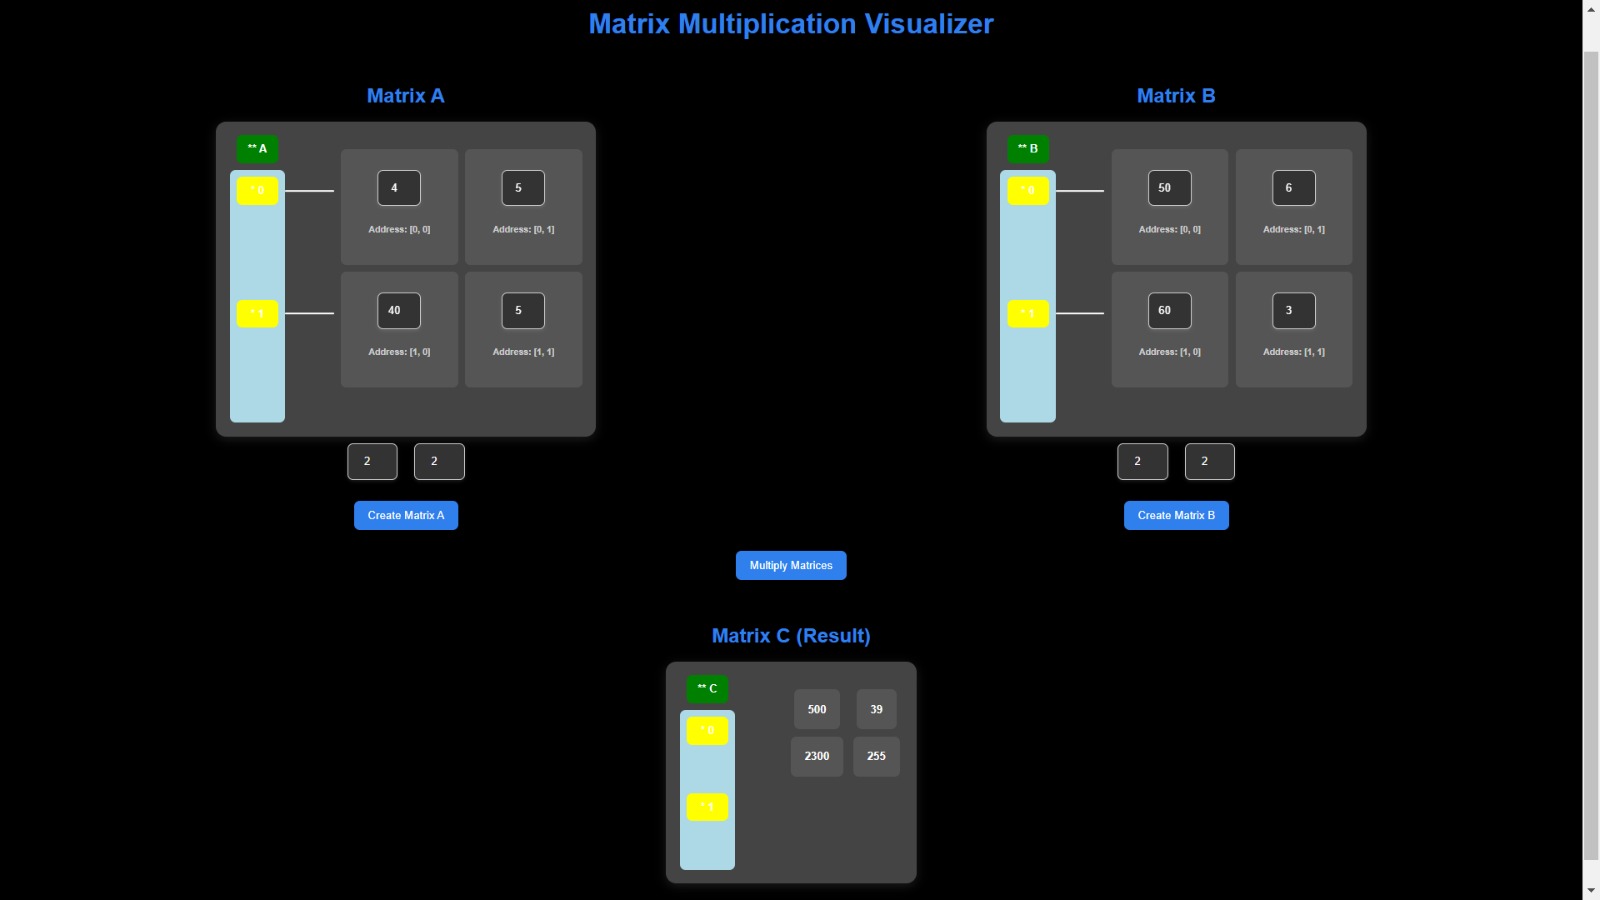 Matrix Multiplication Visualizer
Matrix A
** A
* 0
4
5
Address: [0, 0]
Address: [0, 1]
* 1
40
5
Address: [1, 0]
Address: [1, 1]
2
2
Create Matrix A
Matrix B
** B
* 0
50
6
Address: [0, 0]
Address: [0, 1]
* 1
60
3
Address: [1, 0]
Address: [1, 1]
2
2
Create Matrix B
Multiply Matrices
Matrix C (Result)
** C
* 0
500
39
2300
255
* 1